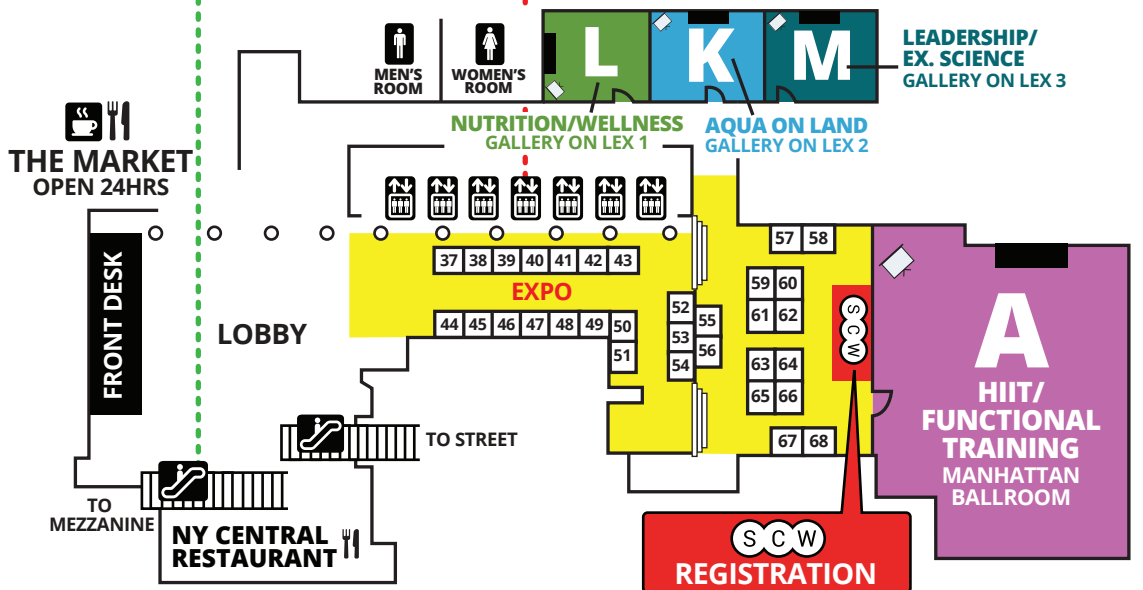 L
K
M
LEADERSHIP/
EX. SCIENCE
GALLERY ON LEX 3
MEN'S
ROOM
WOMEN'S
ROOM
NUTRITION/WELLNESS
GALLERY ON LEX 1
AQUA ON LAND
GALLERY ON LEX 2
THE MARKET
OPEN 24HRS
FRONT DESK
LOBBY
37 38 39 40 41 42 43
EXPO
44 45 46 47 48 49 50
51
52
53
54
55
56
57 58
59 60
61 62
63 64
65 66
67 68
SCW
A
HIIT/
FUNCTIONAL
TRAINING
MANHATTAN
BALLROOM
TO STREET
TO
MEZZANINE
NY CENTRAL
RESTAURANT
SCW
REGISTRATION